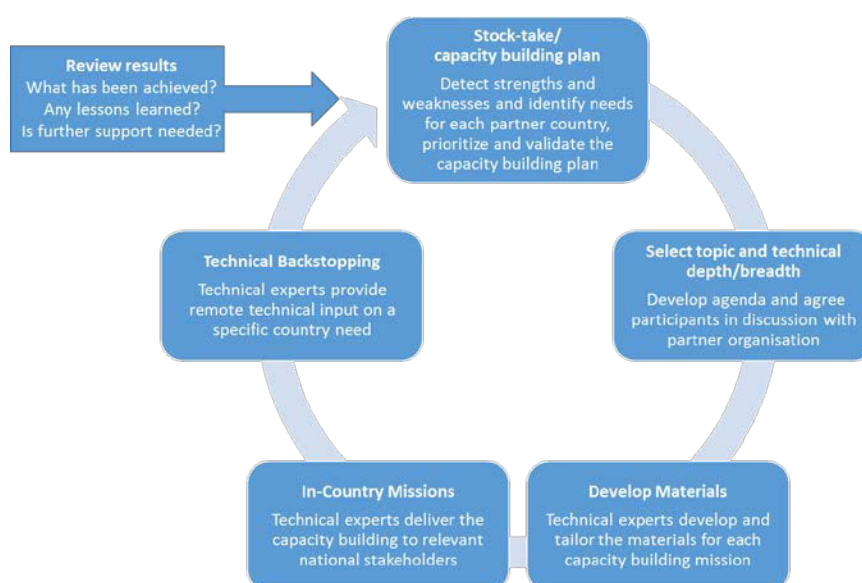 Stock-take/
capacity building plan
Detect strengths and
weaknesses and identify needs
for each partner country,
prioritize and validate the
capacity building plan
Review results
What has been achieved?
Any lessons learned?
Is further support needed?
Select topic and technical
depth/breadth
Develop agenda and agree
participants in discussion with
partner organisation
Develop Materials
Technical experts develop and
tailor the materials for each
capacity building mission
In-Country Missions
Technical experts deliver the
capacity building to relevant
national stakeholders
Technical Backstopping
Technical experts provide
remote technical input on a
specific country need